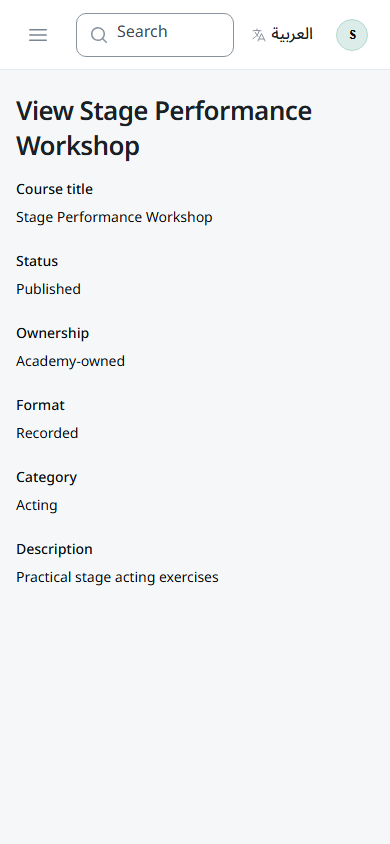 Search
العربية
S
View Stage Performance
Workshop
Course title
Stage Performance Workshop
Status
Published
Ownership
Academy-owned
Format
Recorded
Category
Acting
Description
Practical stage acting exercises